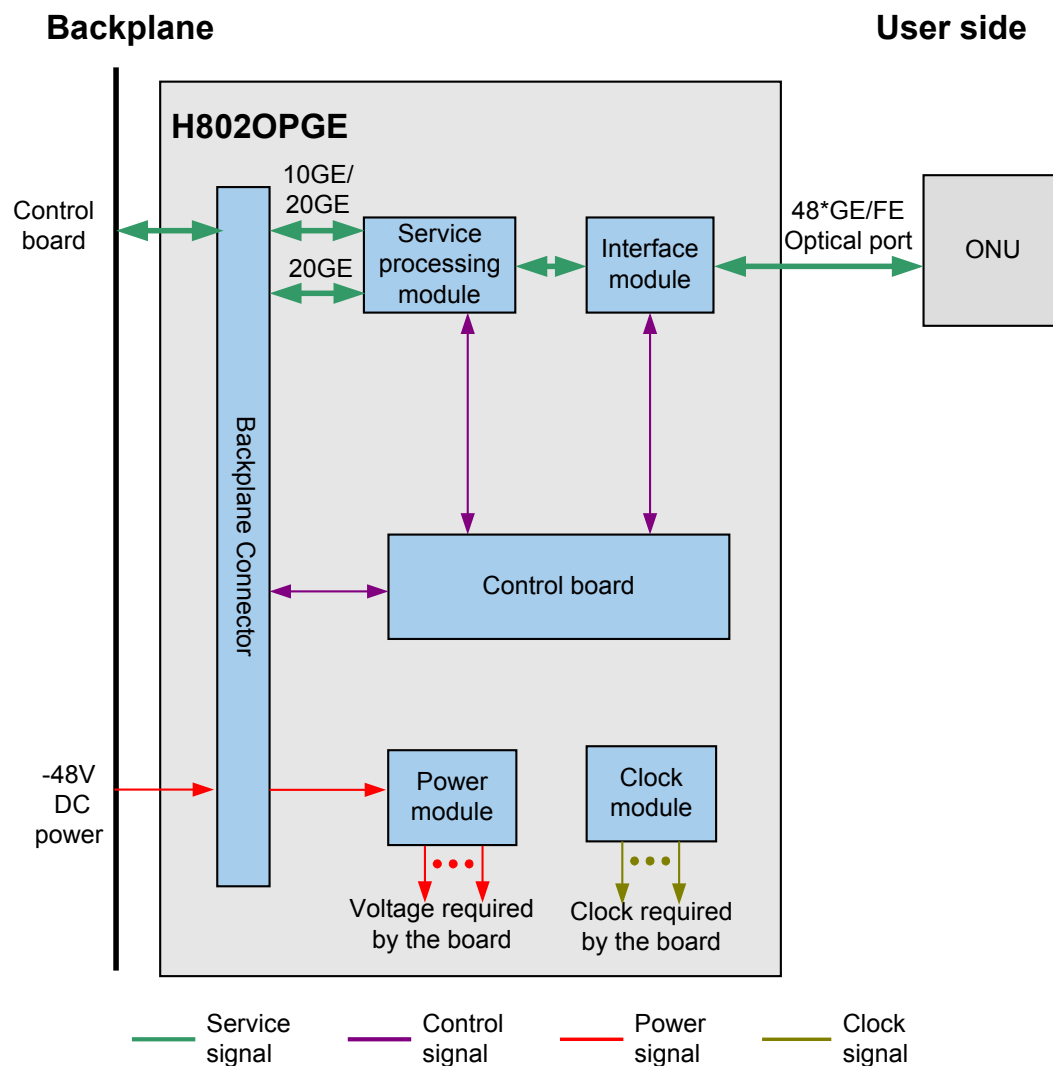 Backplane
User side
H802OPGE
10GE/
20GE
20GE
Control
board
Service
processing
module
Interface
module
48*GE/FE
Optical port
ONU
Backplane Connector
Control board
-48V
DC
power
Power
module
Clock
module
Voltage required
by the board
Clock required
by the board
Service
signal
Control
signal
Power
signal
Clock
signal